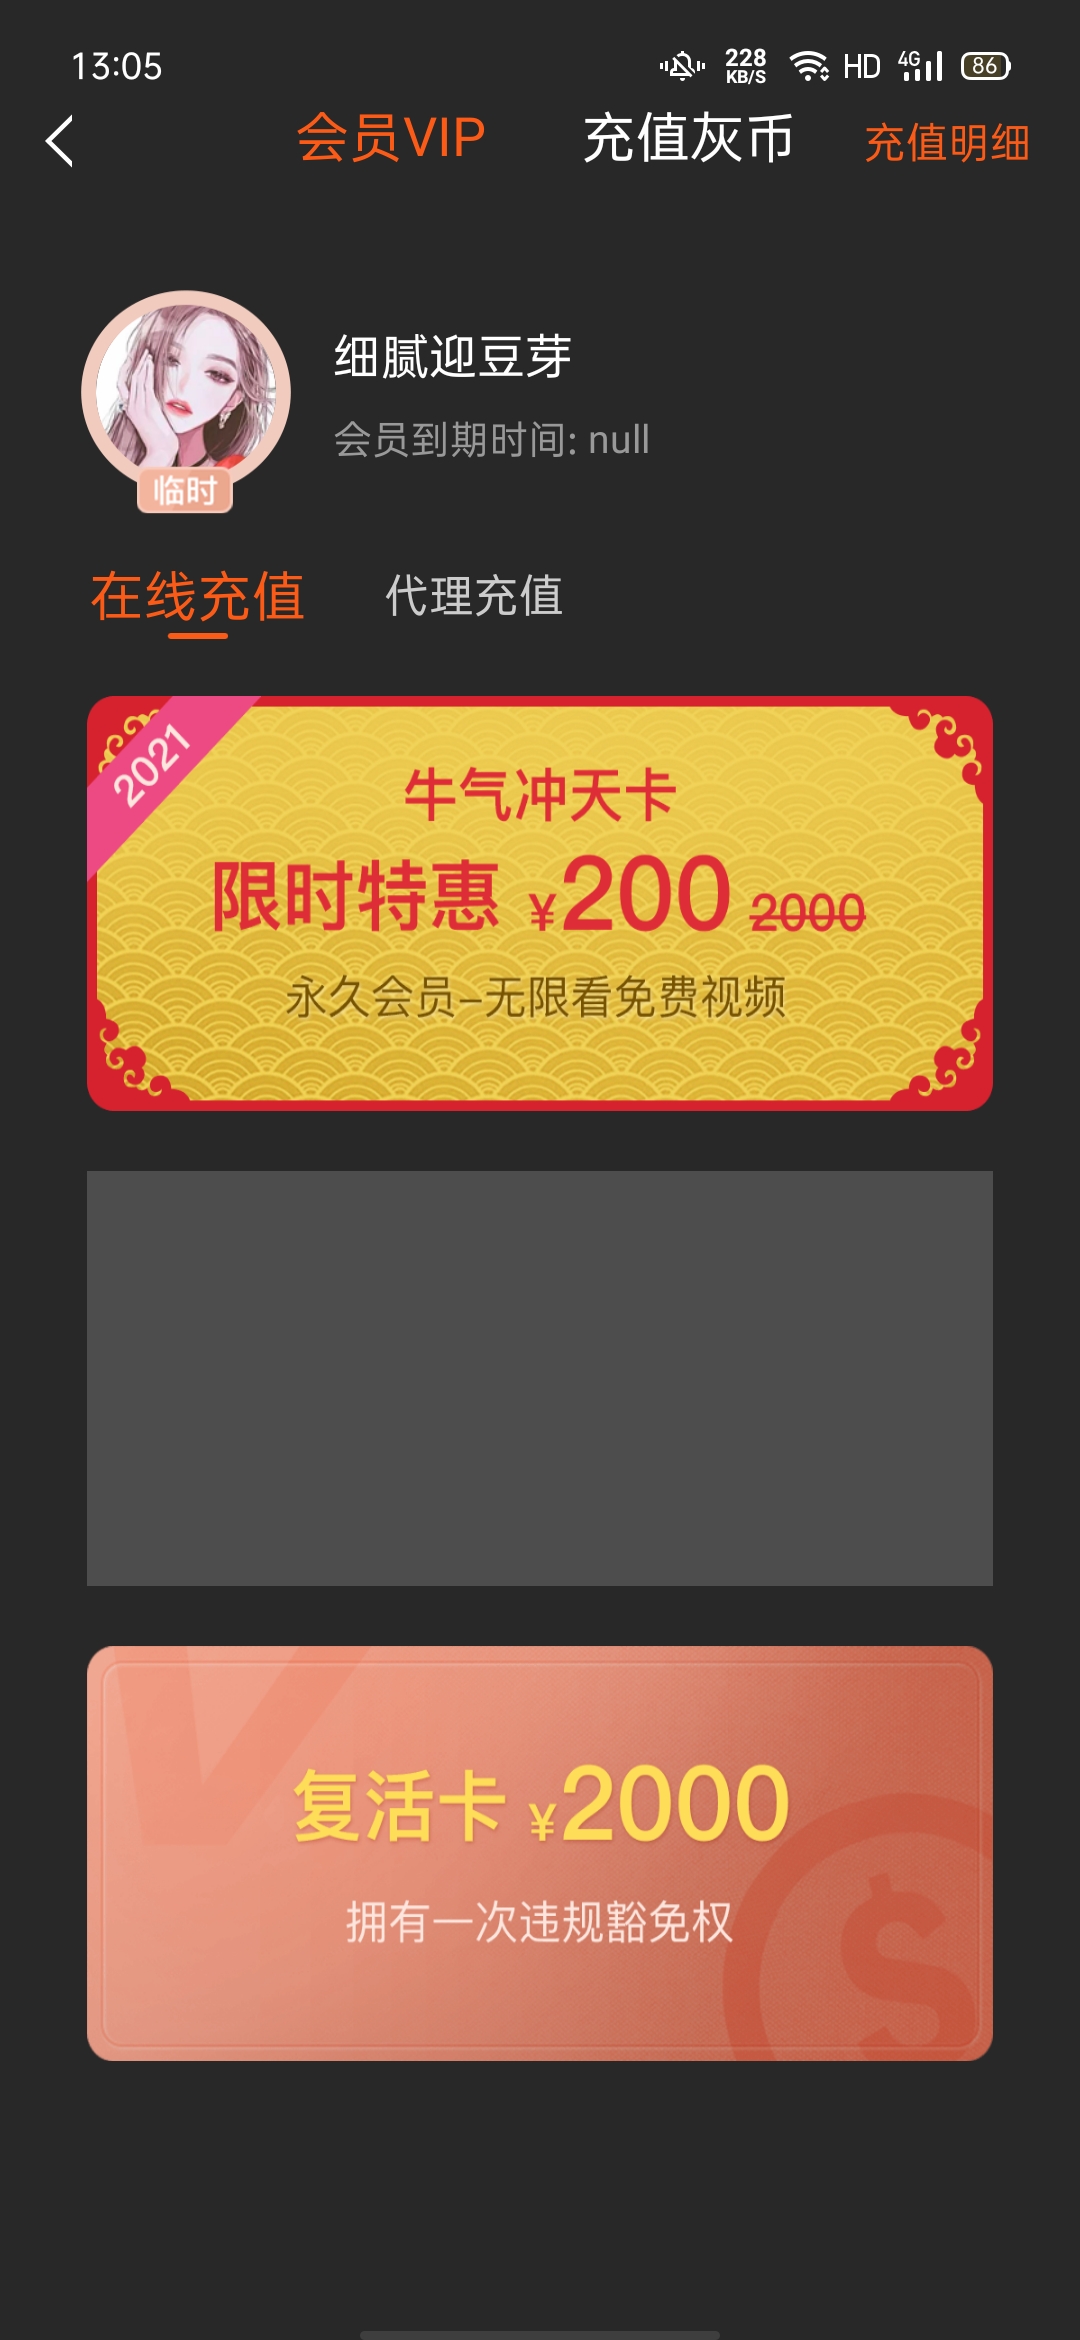 13:05 228 KB/S HD 4G 86
会员VIP 充值灰币 充值明细
细腻迎豆芽
会员到期时间: null
临时
在线充值 代理充值
2021
牛气冲天卡
限时特惠 ¥200 2000
永久会员–无限看免费视频
复活卡 ¥2000
拥有一次违规豁免权